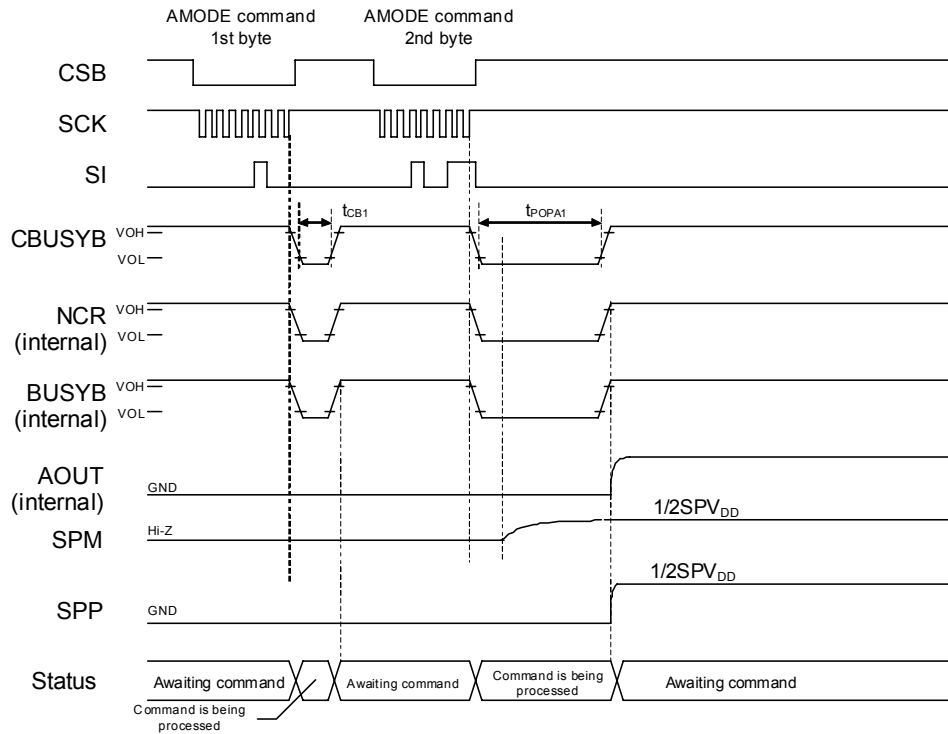 AMODE command
1st byte
AMODE command
2nd byte
CSB
SCK
SI
tCB1
tPOPA1
CBUSYB
VOH
VOL
NCR
(internal)
VOH
VOL
BUSYB
(internal)
VOH
VOL
AOUT
(internal)
GND
SPM
Hi-Z
1/2SPVDD
SPP
GND
1/2SPVDD
Status
Awaiting command
Command is being
processed
Awaiting command
Command is being
processed
Awaiting command